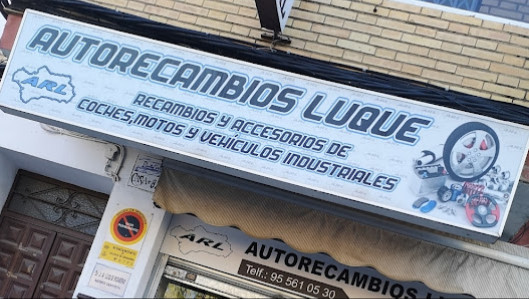 AUTORECAMBIOS LUQUE
ARL
RECAMBIOS Y ACCESORIOS DE
COCHES,MOTOS Y VEHICULOS INDUSTRIALES
ARL
AUTORECAMBIOS
Telf.: 95 561 05 30